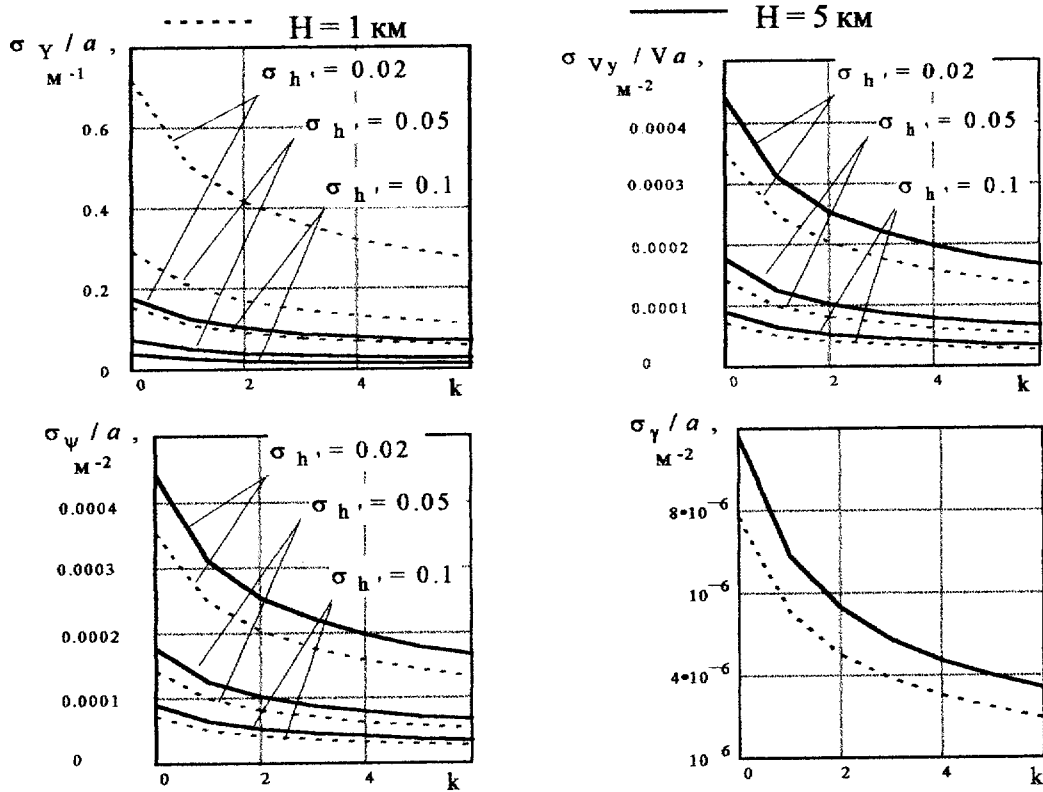 H = 1 км
H = 5 км
σ Y / a ,
м -1
σ h ' = 0.02
σ h ' = 0.05
σ h ' = 0.1
0.6
0.4
0.2
0
0 2 4 k
σ Vy / Va ,
м -2
σ h ' = 0.02
σ h ' = 0.05
σ h ' = 0.1
0.0004
0.0003
0.0002
0.0001
0
0 2 4 k
σ ψ / a ,
м -2
σ h ' = 0.02
σ h ' = 0.05
σ h ' = 0.1
0.0004
0.0003
0.0002
0.0001
0
0 2 4 k
σ γ / a ,
м -2
8•10⁻⁶
10⁻⁶
4•10⁻⁶
10 6
0 2 4 k